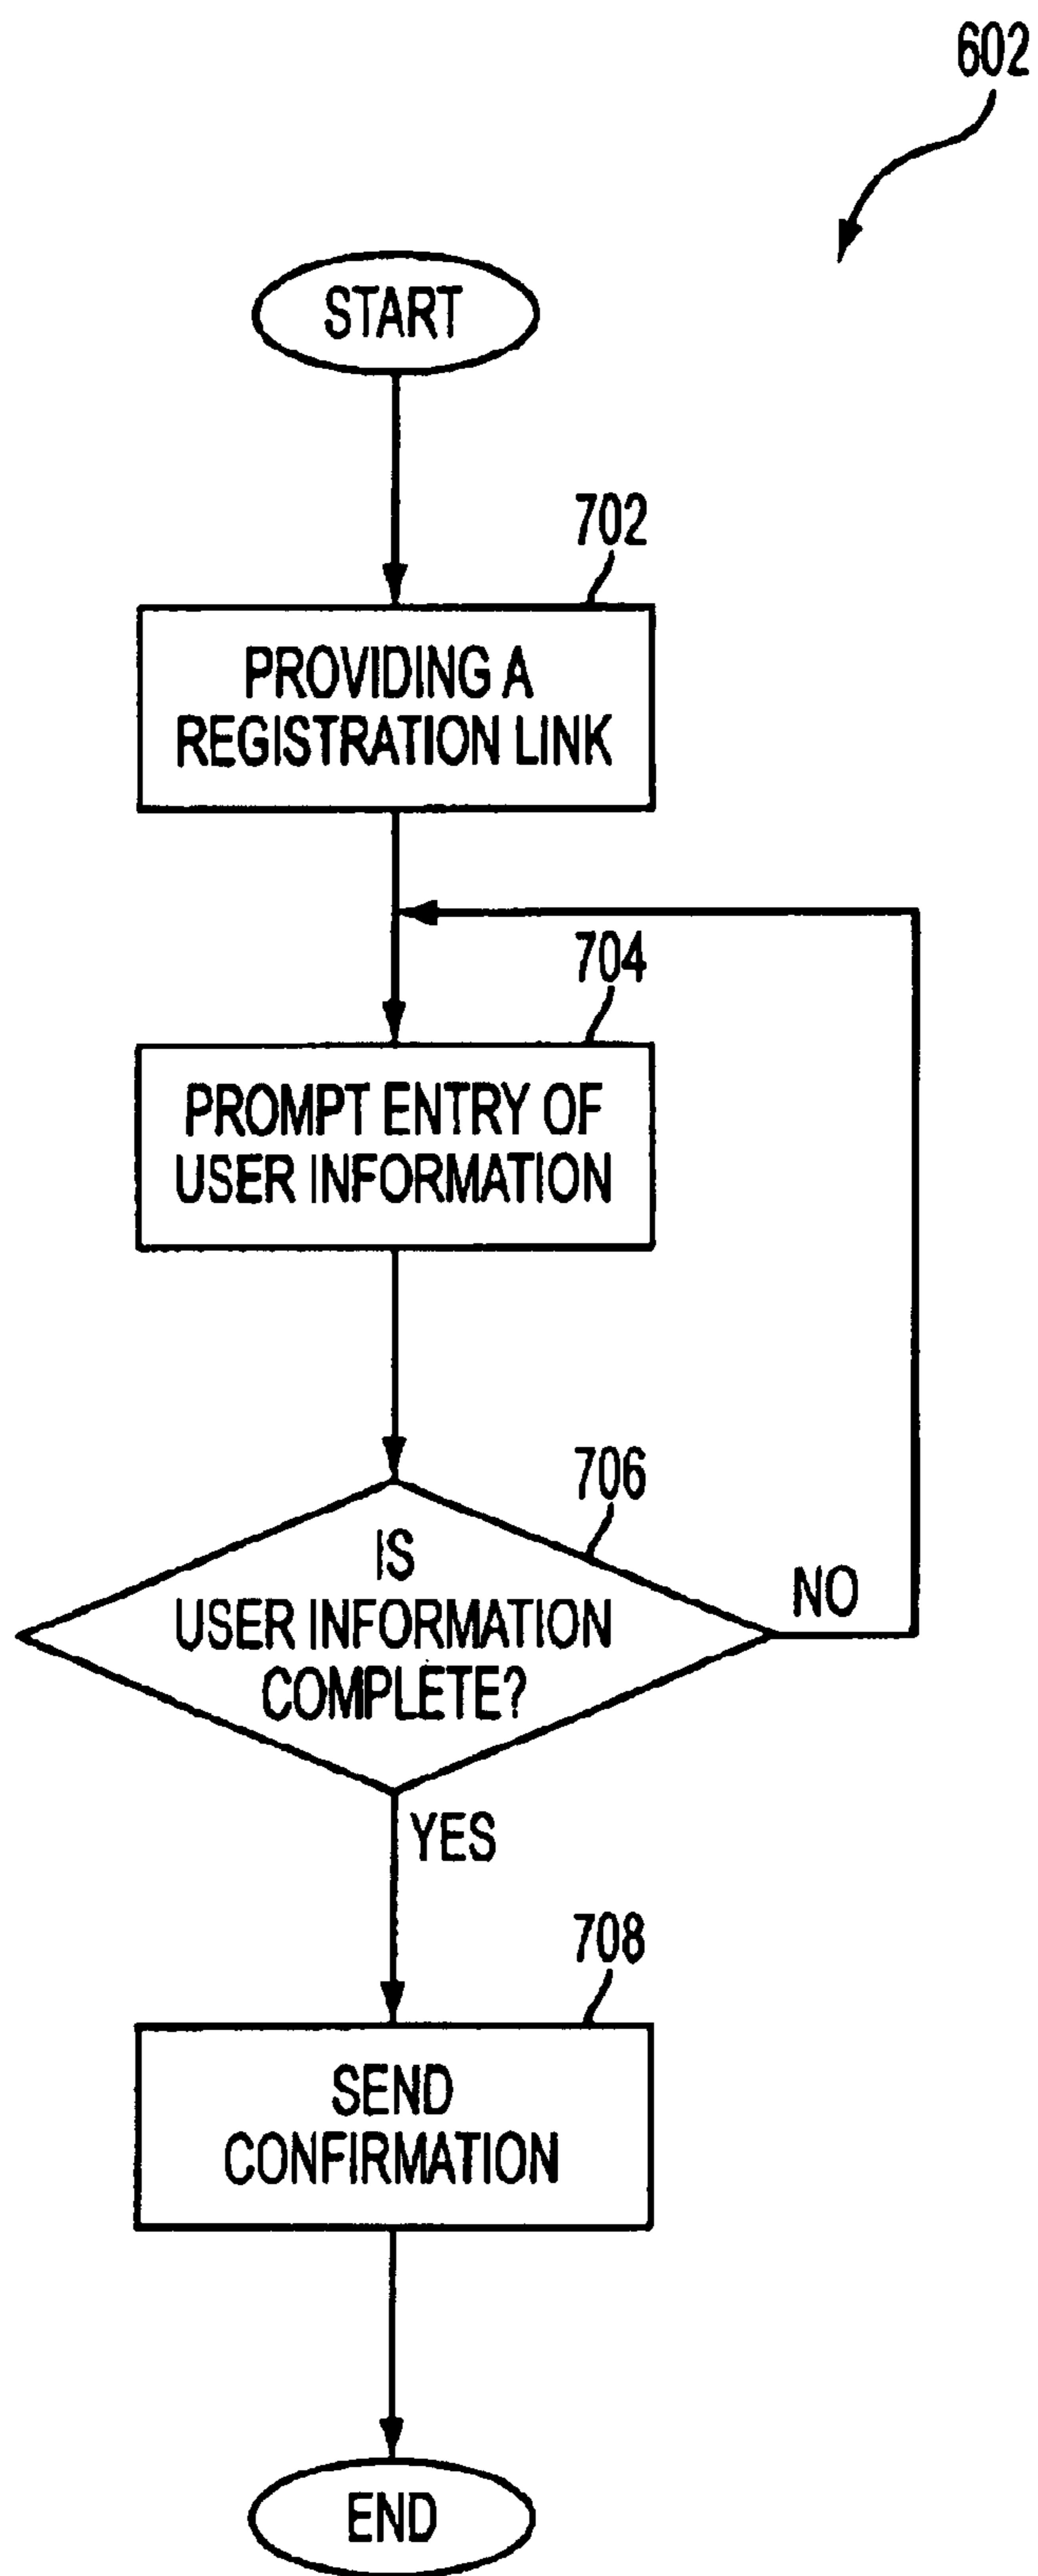 602
START
702
PROVIDING A
REGISTRATION LINK
704
PROMPT ENTRY OF
USER INFORMATION
706
IS
USER INFORMATION
COMPLETE?
NO
YES
708
SEND
CONFIRMATION
END